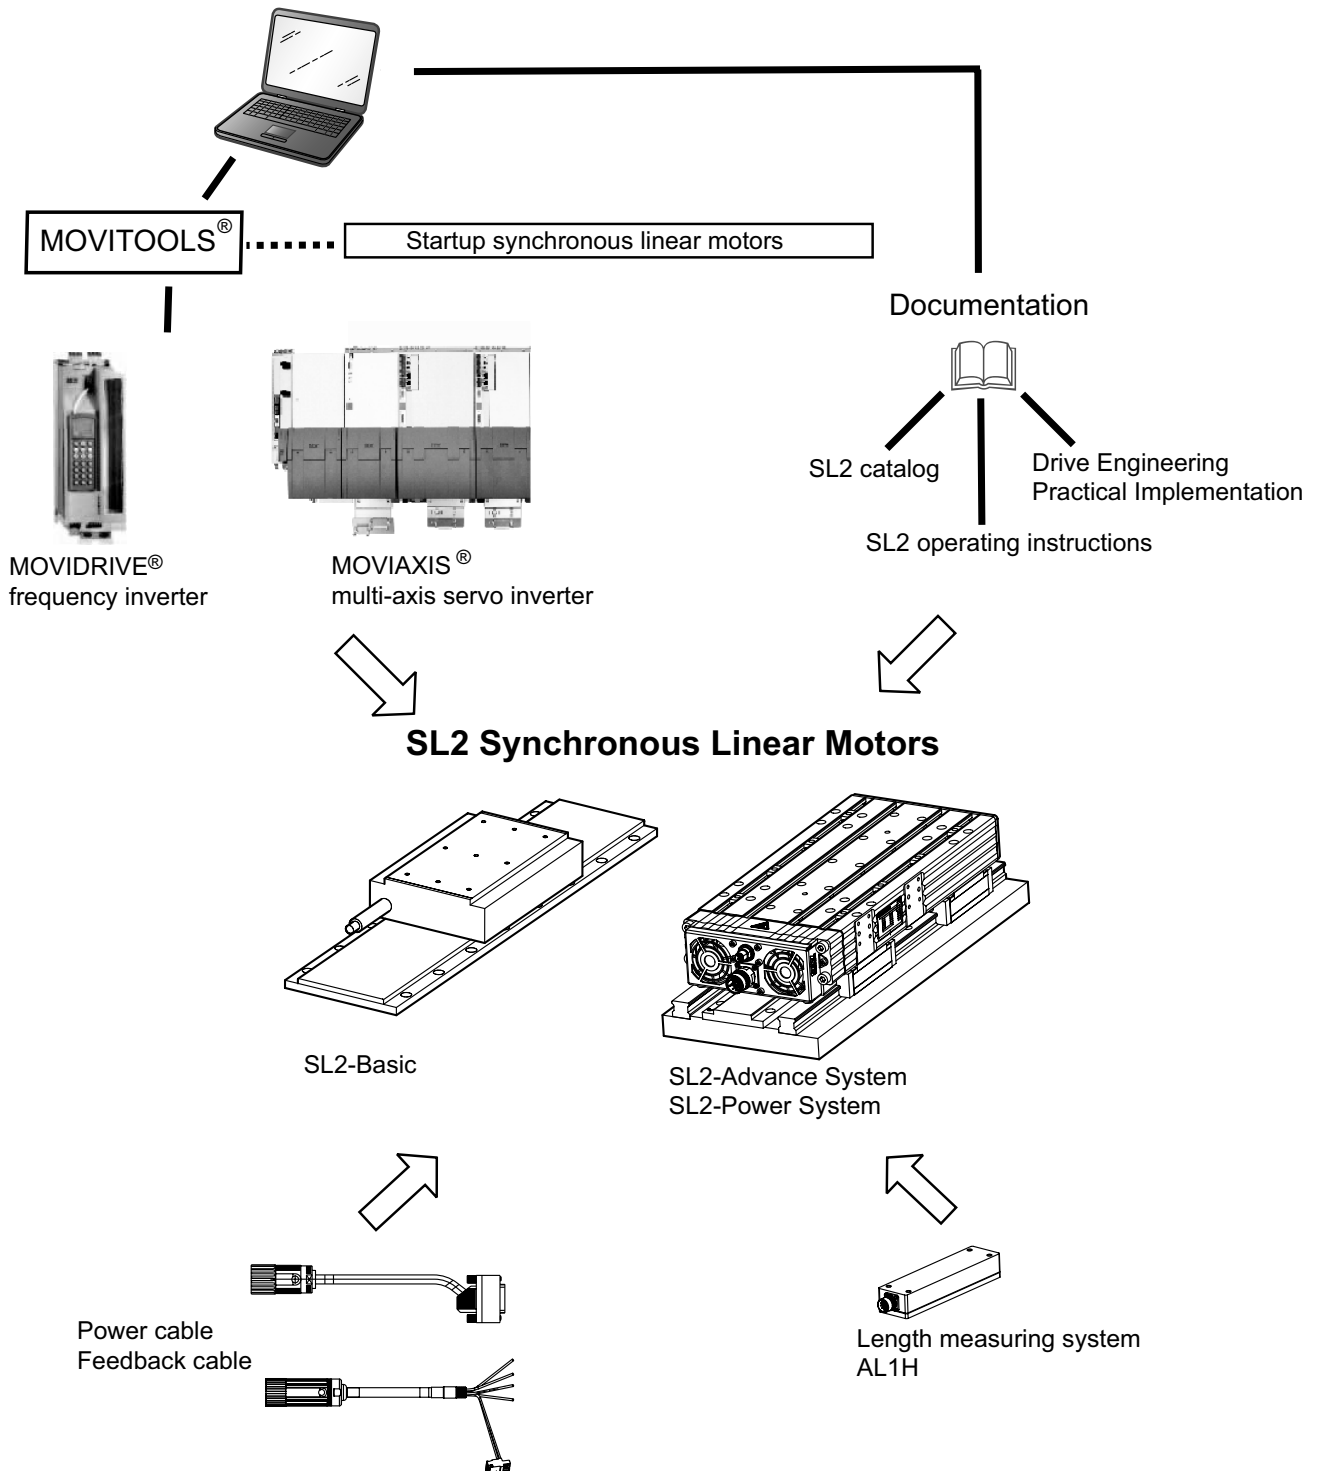 MOVITOOLS®
Startup synchronous linear motors
Documentation
SL2 catalog
Drive Engineering
Practical Implementation
SL2 operating instructions
MOVIDRIVE®
frequency inverter
MOVIAXIS ®
multi-axis servo inverter
SL2 Synchronous Linear Motors
SL2-Basic
SL2-Advance System
SL2-Power System
Power cable
Feedback cable
Length measuring system
AL1H